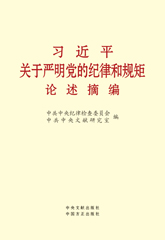 习近平
关于严明党的纪律和规矩
论述摘编
中共中央纪律检查委员会
中共中央文献研究室
编
中央文献出版社
中国方正出版社